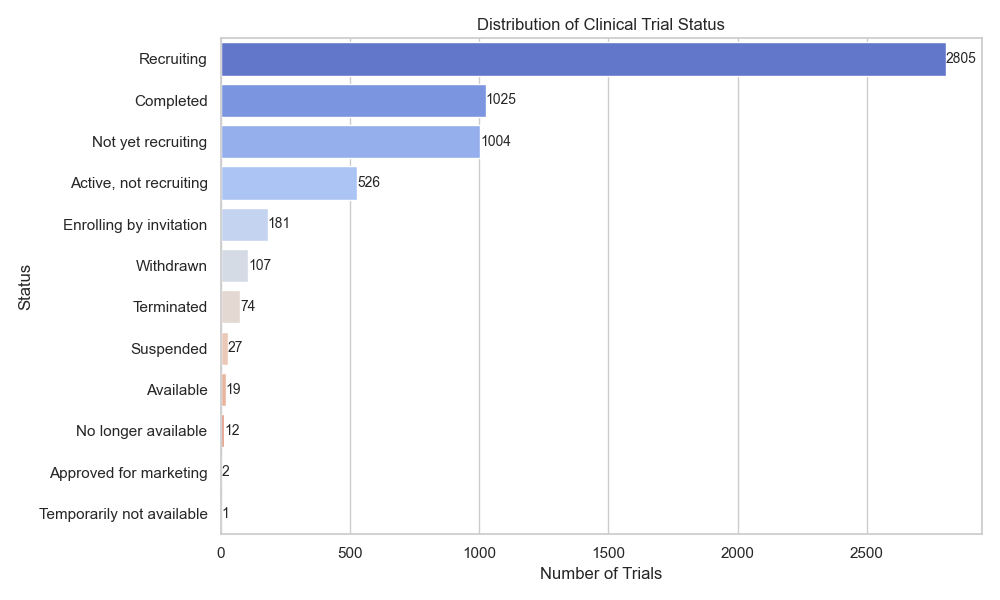 Distribution of Clinical Trial Status
Status
Recruiting 2805
Completed 1025
Not yet recruiting 1004
Active, not recruiting 526
Enrolling by invitation 181
Withdrawn 107
Terminated 74
Suspended 27
Available 19
No longer available 12
Approved for marketing 2
Temporarily not available 1
0 500 1000 1500 2000 2500
Number of Trials